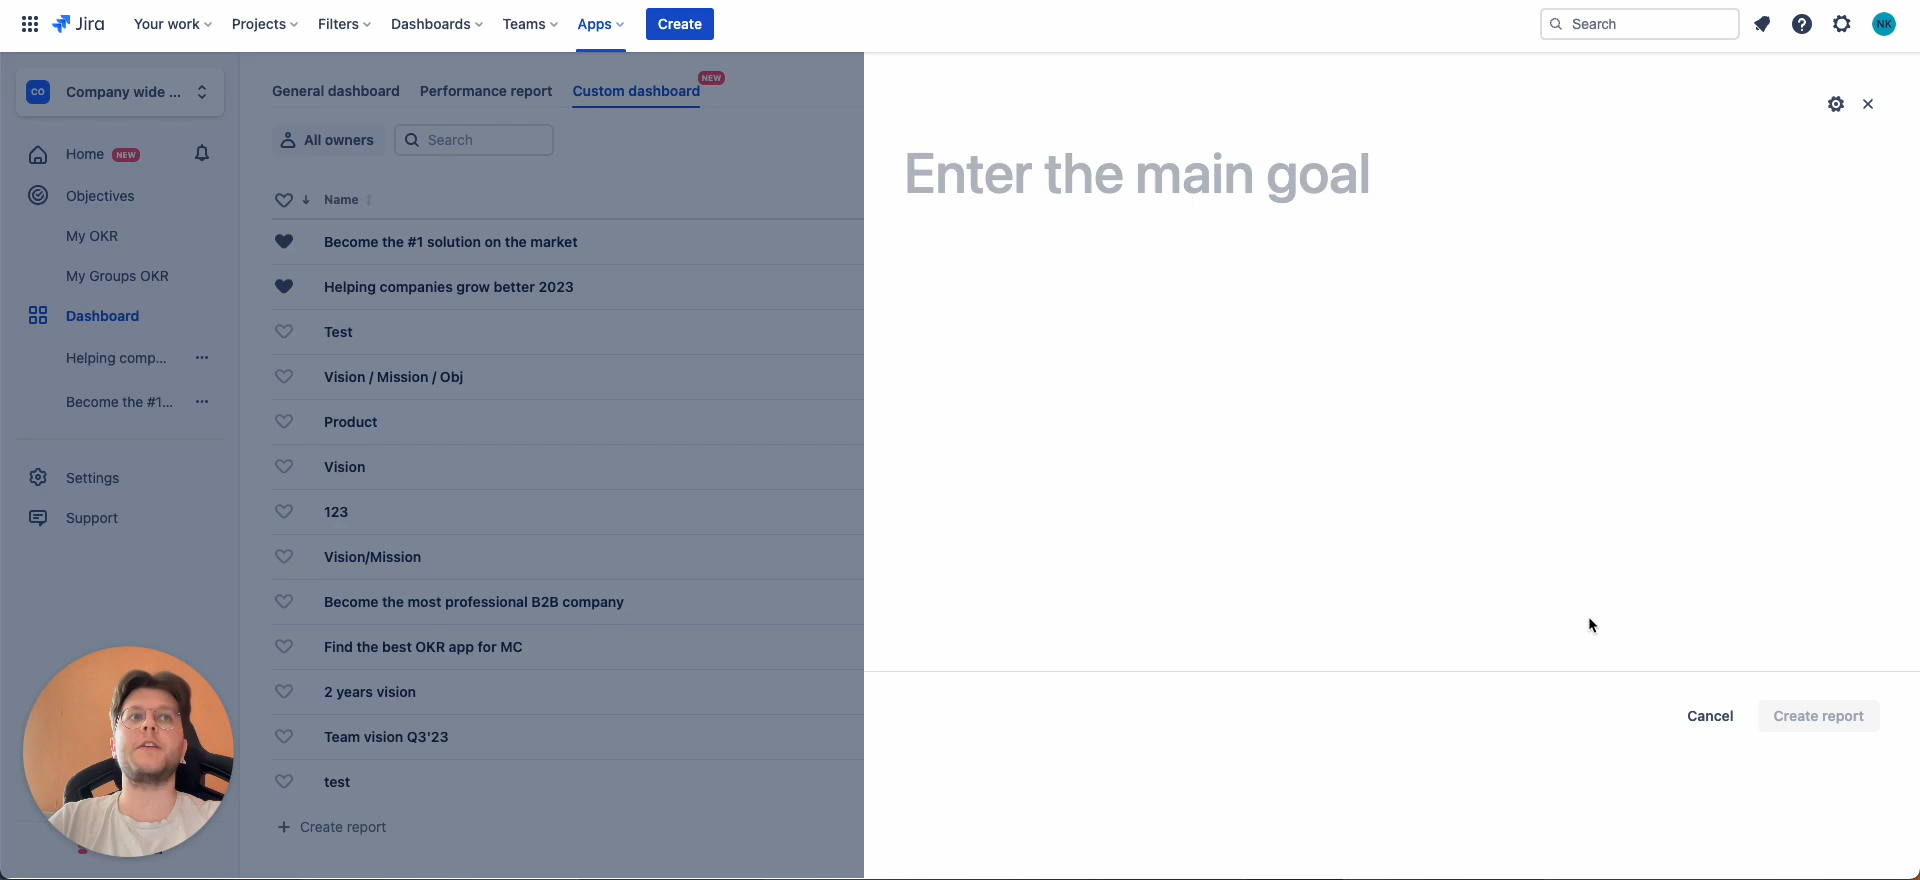 Jira
Your work
Projects
Filters
Dashboards
Teams
Apps
Create
Search
NK
CO
Company wide ...
Home NEW
Objectives
My OKR
My Groups OKR
Dashboard
Helping comp...
Become the #1...
Settings
Support
General dashboard
Performance report
Custom dashboard
NEW
All owners
Search
Name
Become the #1 solution on the market
Helping companies grow better 2023
Test
Vision / Mission / Obj
Product
Vision
123
Vision/Mission
Become the most professional B2B company
Find the best OKR app for MC
2 years vision
Team vision Q3'23
test
Create report
Enter the main goal
Cancel
Create report